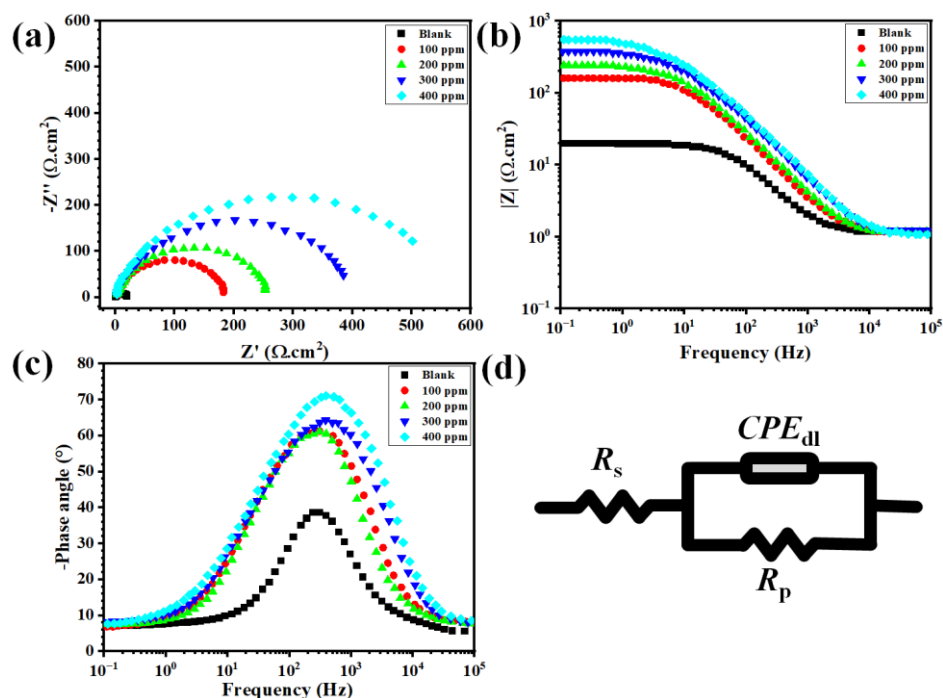 (a)
-Z'' (Ω.cm²)
600
500
400
300
200
100
0
0 100 200 300 400 500 600
Z' (Ω.cm²)
Blank
100 ppm
200 ppm
300 ppm
400 ppm
(b)
|Z| (Ω.cm²)
10³
10²
10¹
10⁰
10⁻¹
10⁻¹ 10⁰ 10¹ 10² 10³ 10⁴ 10⁵
Frequency (Hz)
Blank
100 ppm
200 ppm
300 ppm
400 ppm
(c)
-Phase angle (°)
80
70
60
50
40
30
20
10
0
10⁻¹ 10⁰ 10¹ 10² 10³ 10⁴ 10⁵
Frequency (Hz)
Blank
100 ppm
200 ppm
300 ppm
400 ppm
(d)
CPEdl
Rs
Rp